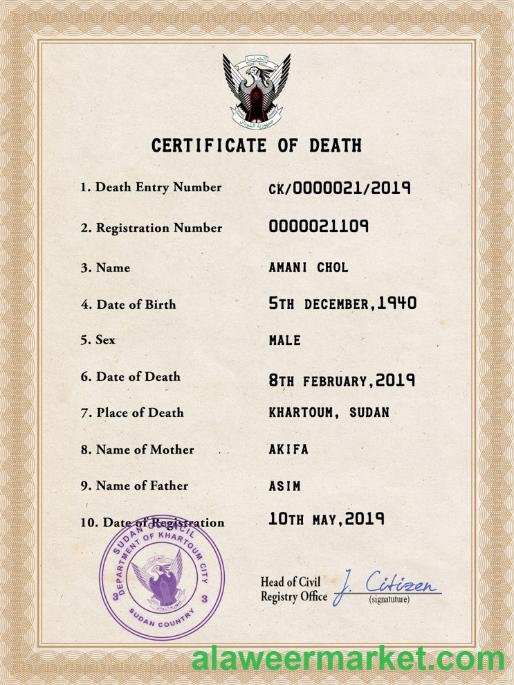 CERTIFICATE OF DEATH
1. Death Entry Number CK/0000021/2019
2. Registration Number 0000021109
3. Name AMANI CHOL
4. Date of Birth 5TH DECEMBER,1940
5. Sex MALE
6. Date of Death 8TH FEBRUARY,2019
7. Place of Death KHARTOUM, SUDAN
8. Name of Mother AKIFA
9. Name of Father ASIM
10. Date of Registration 10TH MAY,2019
SUDAN COUNCIL
DEPARTMENT OF KHARTOUM CITY
3 3
SUDAN COUNTRY
Head of Civil
Registry Office J. Citizen
(signatuture)
alaweermarket.com